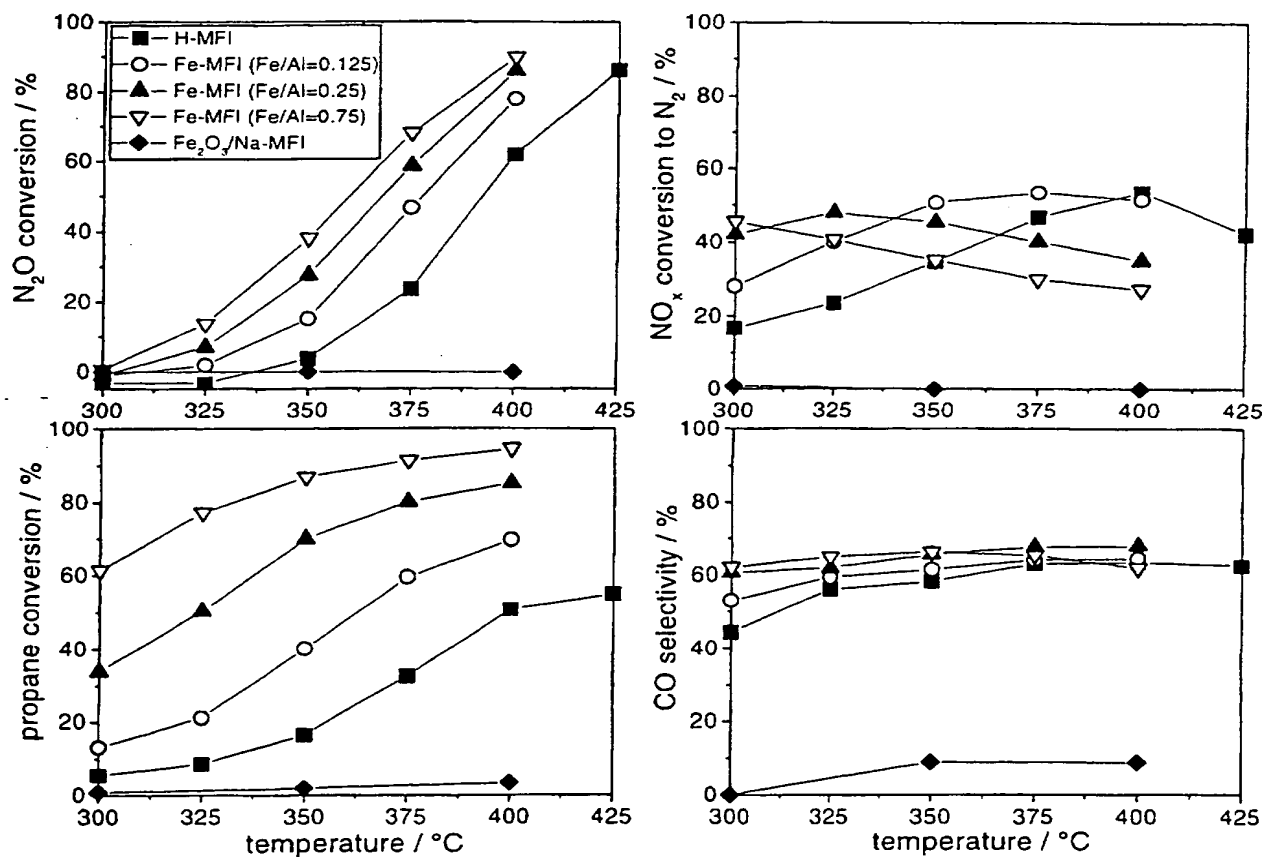 N₂O conversion / %
100
80
60
40
20
0
H-MFI
Fe-MFI (Fe/Al=0.125)
Fe-MFI (Fe/Al=0.25)
Fe-MFI (Fe/Al=0.75)
Fe₂O₃/Na-MFI
300 325 350 375 400 425
NOₓ conversion to N₂ / %
100
80
60
40
20
0
300 325 350 375 400 425
propane conversion / %
100
80
60
40
20
0
300 325 350 375 400 425
temperature / °C
CO selectivity / %
100
80
60
40
20
0
300 325 350 375 400 425
temperature / °C